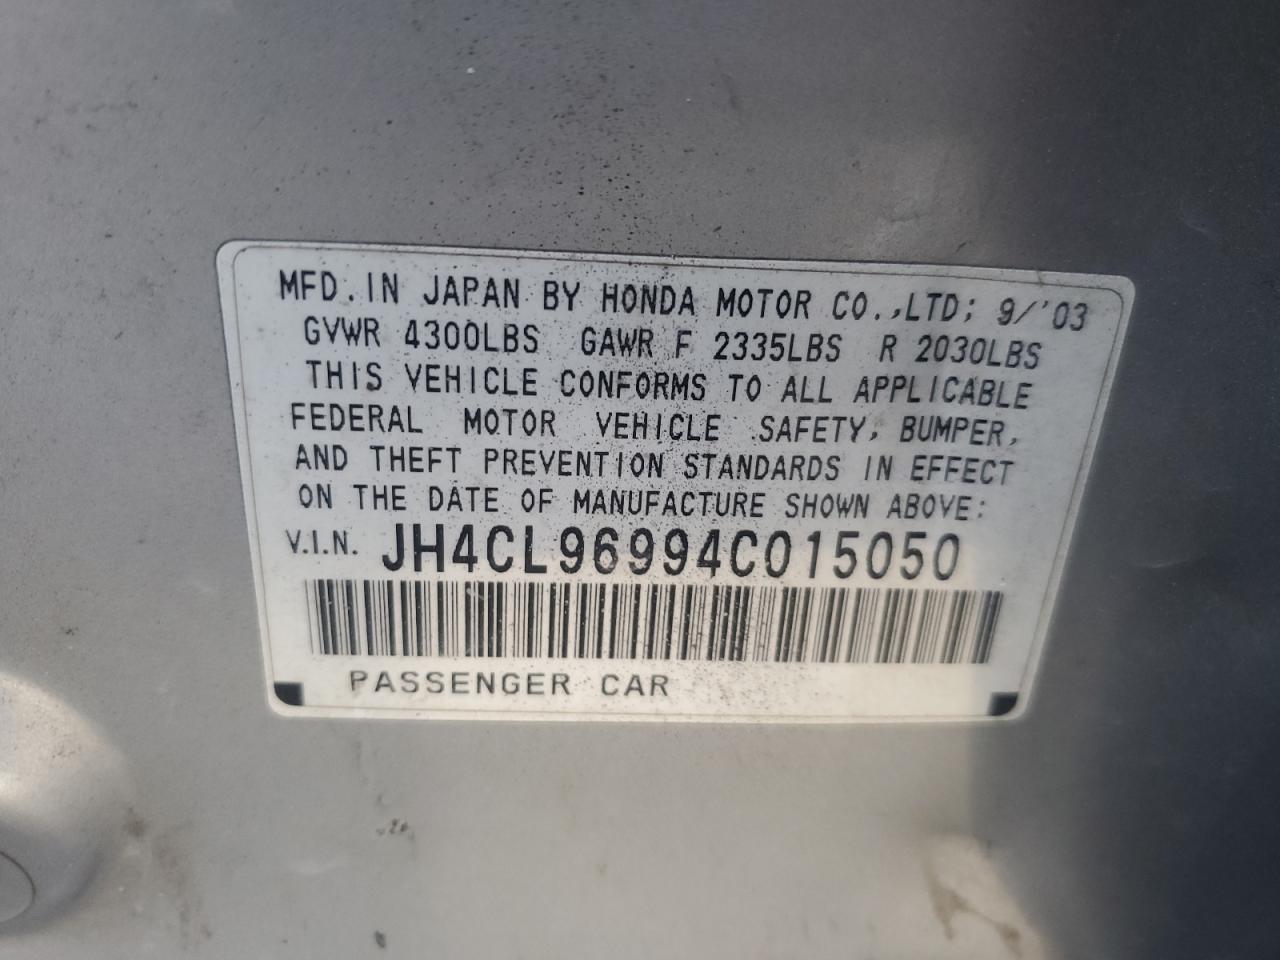 MFD. IN JAPAN BY HONDA MOTOR CO.,LTD; 9/'03
GVWR 4300LBS GAWR F 2335LBS R 2030LBS
THIS VEHICLE CONFORMS TO ALL APPLICABLE
FEDERAL MOTOR VEHICLE SAFETY, BUMPER,
AND THEFT PREVENTION STANDARDS IN EFFECT
ON THE DATE OF MANUFACTURE SHOWN ABOVE:
V.I.N. JH4CL96994C015050
PASSENGER CAR